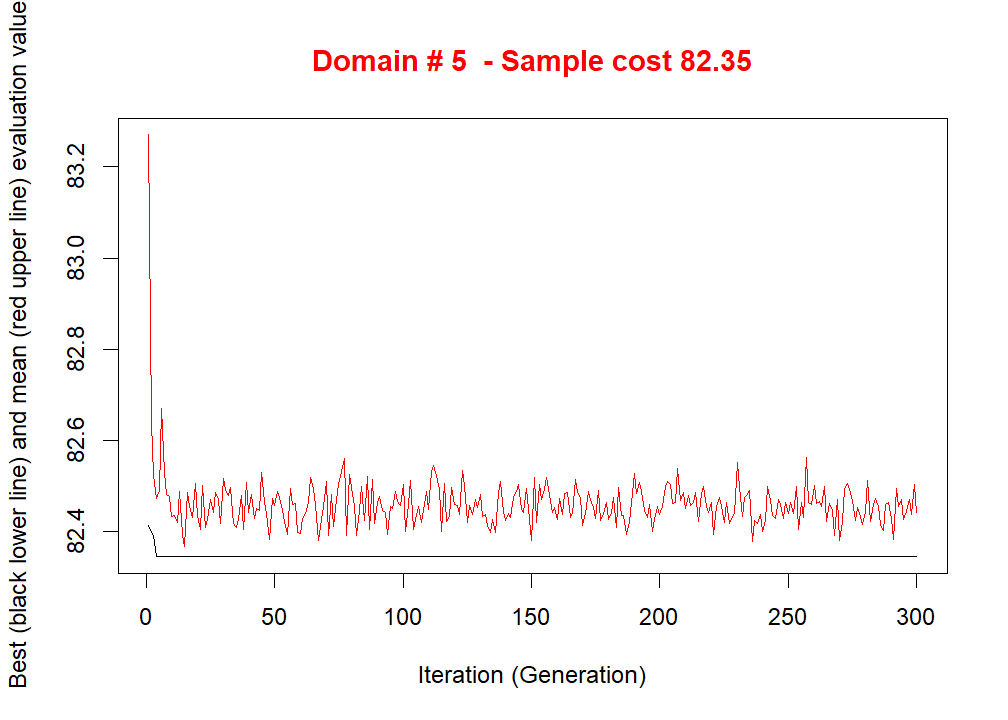 Domain # 5  - Sample cost 82.35
Best (black lower line) and mean (red upper line) evaluation value
83.2
83.0
82.8
82.6
82.4
0 50 100 150 200 250 300
Iteration (Generation)